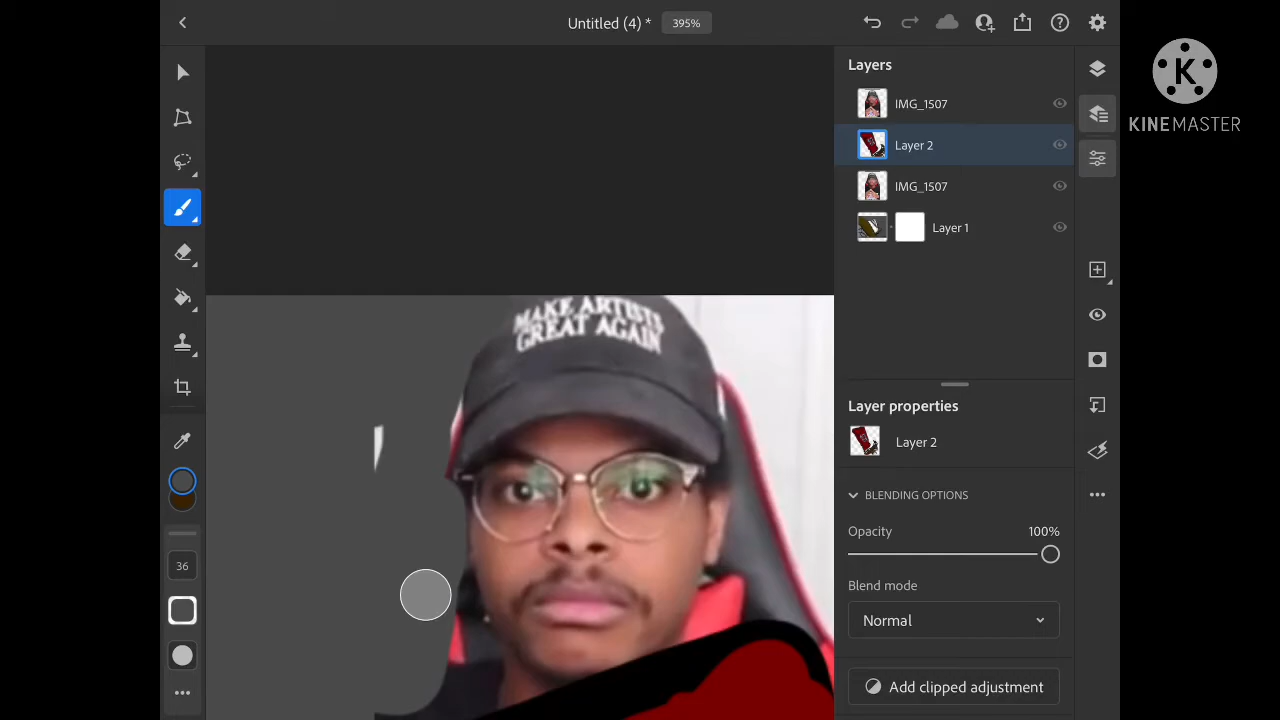 Untitled (4) *
395%
Layers
IMG_1507
Layer 2
IMG_1507
Layer 1
K
KINEMASTER
MAKE ARTISTS
GREAT AGAIN
Layer properties
Layer 2
BLENDING OPTIONS
Opacity 100%
Blend mode
Normal
36
Add clipped adjustment